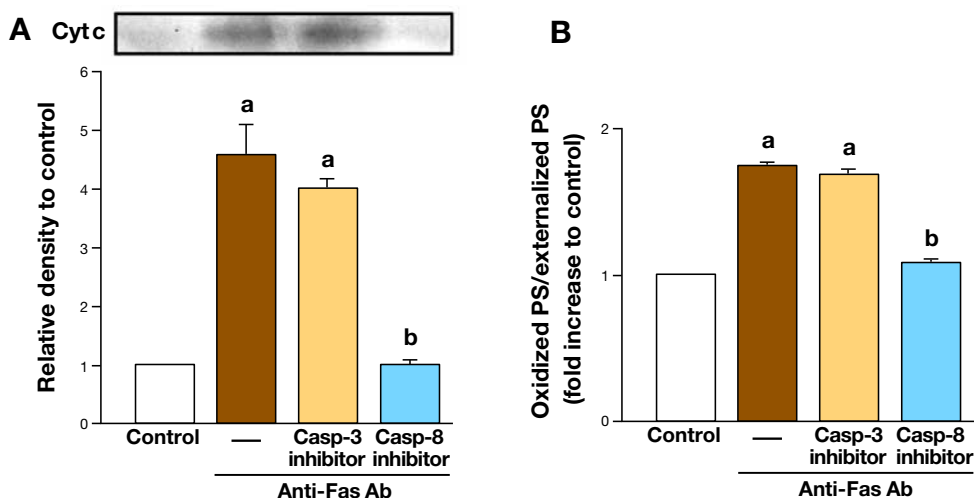 A
Cyt c
Relative density to control
6
5
4
3
2
1
0
a
a
b
Control
—
Casp-3
inhibitor
Casp-8
inhibitor
Anti-Fas Ab
B
Oxidized PS/externalized PS
(fold increase to control)
2
1
0
a
a
b
Control
—
Casp-3
inhibitor
Casp-8
inhibitor
Anti-Fas Ab